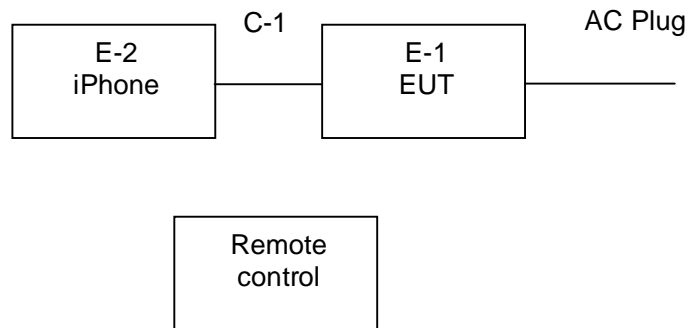 C-1
AC Plug
E-2
iPhone
E-1
EUT
Remote
control